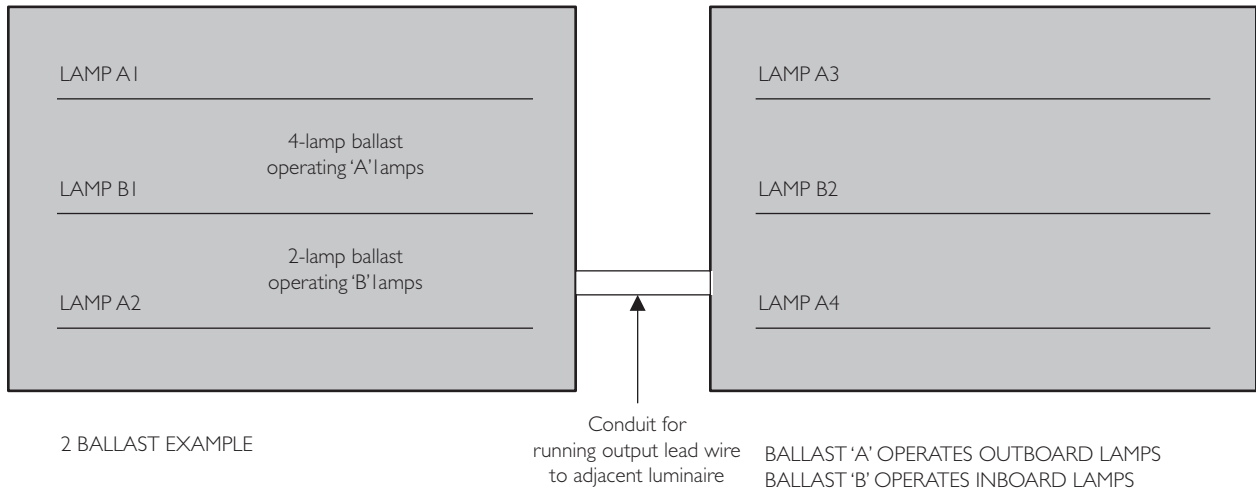 LAMP A1
4-lamp ballast
operating ‘A’lamps
LAMP B1
2-lamp ballast
operating ‘B’lamps
LAMP A2
LAMP A3
LAMP B2
LAMP A4
2 BALLAST EXAMPLE
Conduit for
running output lead wire
to adjacent luminaire
BALLAST ‘A’ OPERATES OUTBOARD LAMPS
BALLAST ‘B’ OPERATES INBOARD LAMPS